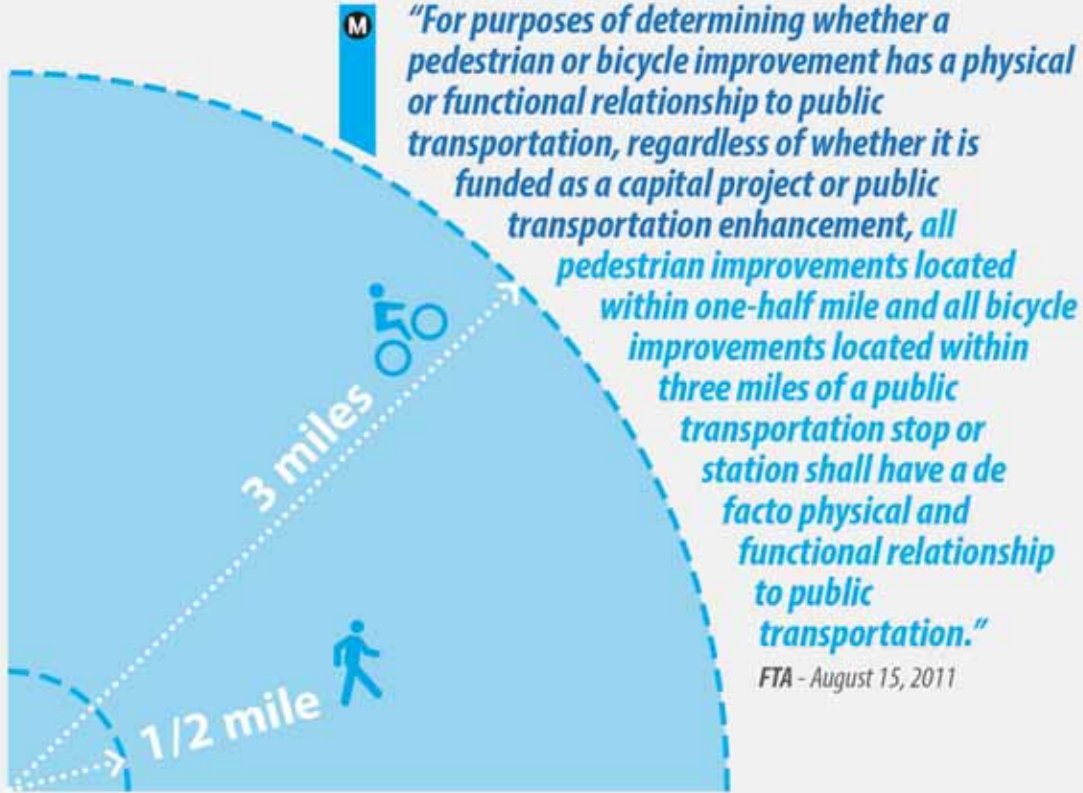 M
“For purposes of determining whether a
pedestrian or bicycle improvement has a physical
or functional relationship to public
transportation, regardless of whether it is
funded as a capital project or public
transportation enhancement, all
pedestrian improvements located
within one-half mile and all bicycle
improvements located within
three miles of a public
transportation stop or
station shall have a de
facto physical and
functional relationship
to public
transportation.”
FTA - August 15, 2011
3 miles
1/2 mile